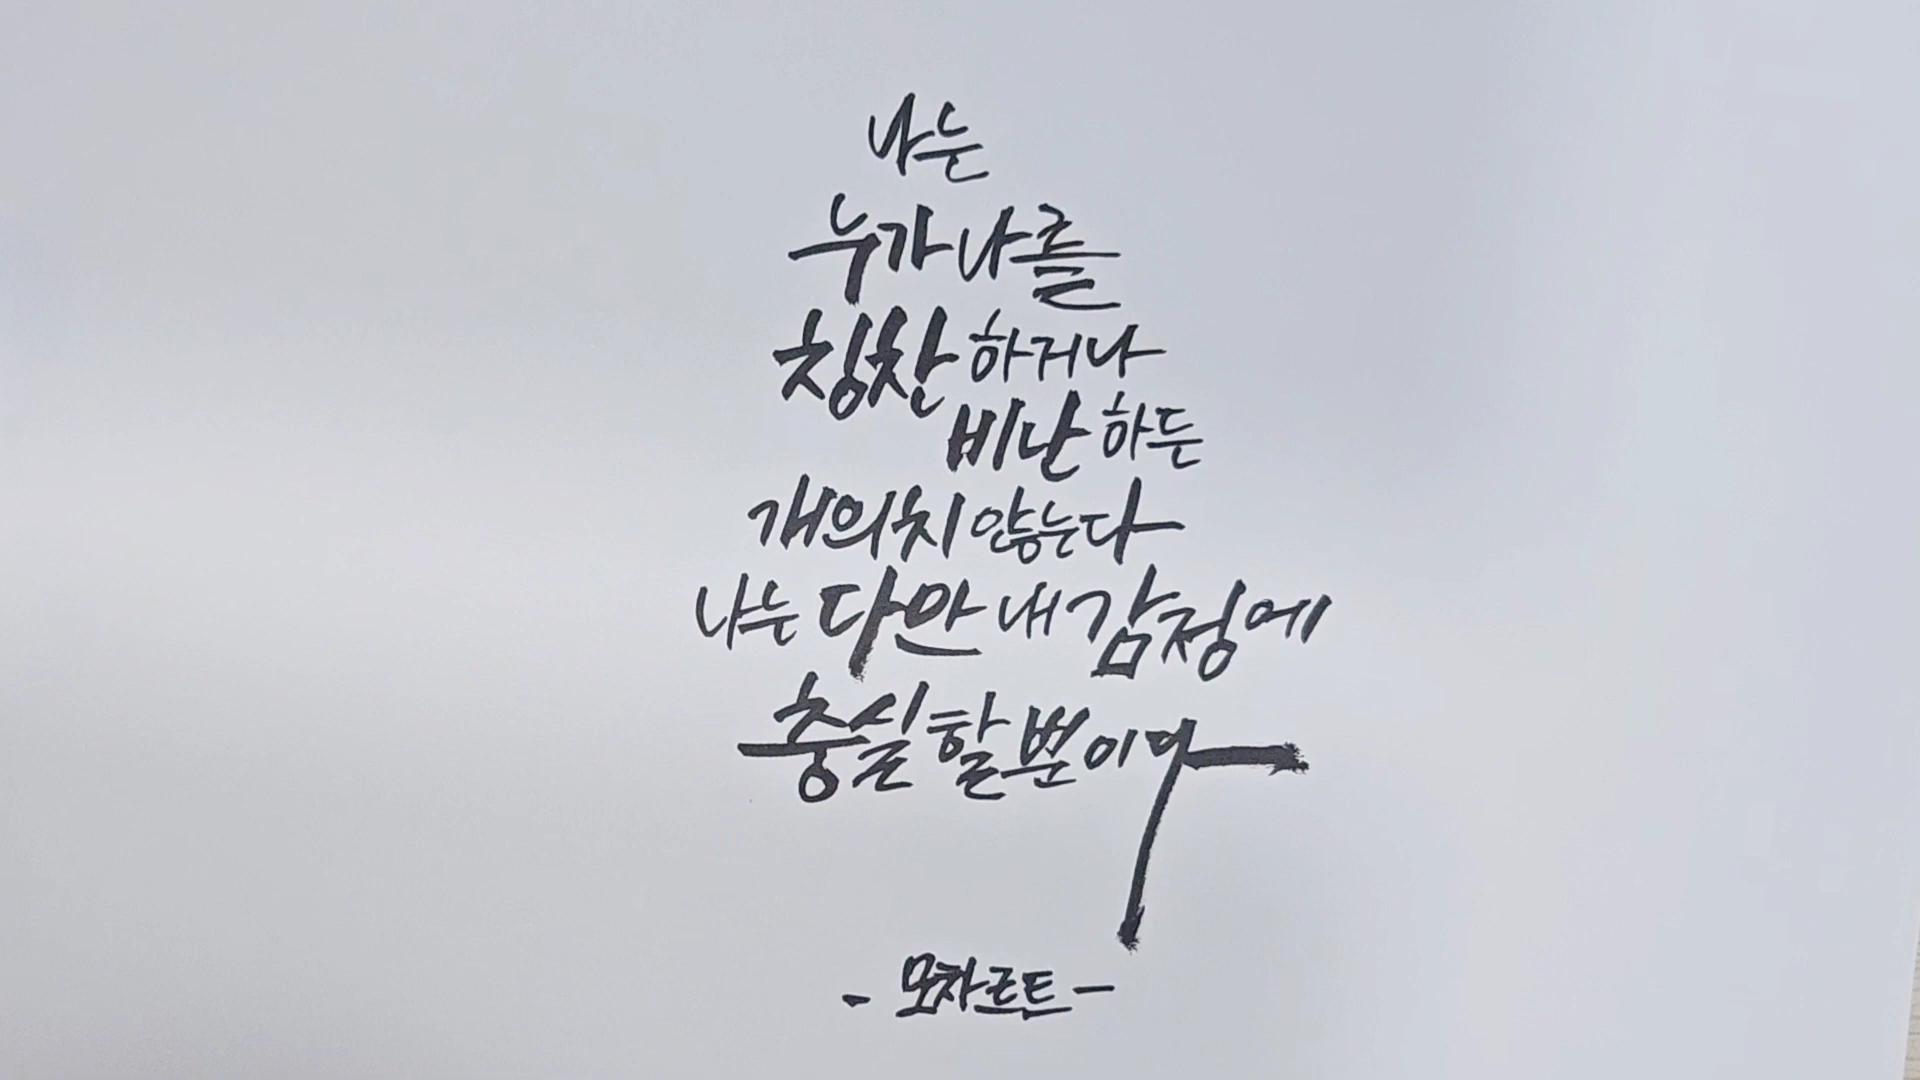 나는
누가 나를
칭찬하거나
비난하든
개의치 않는다
나는 다만 내 감정에
충실할 뿐이다
- 모차르트 -